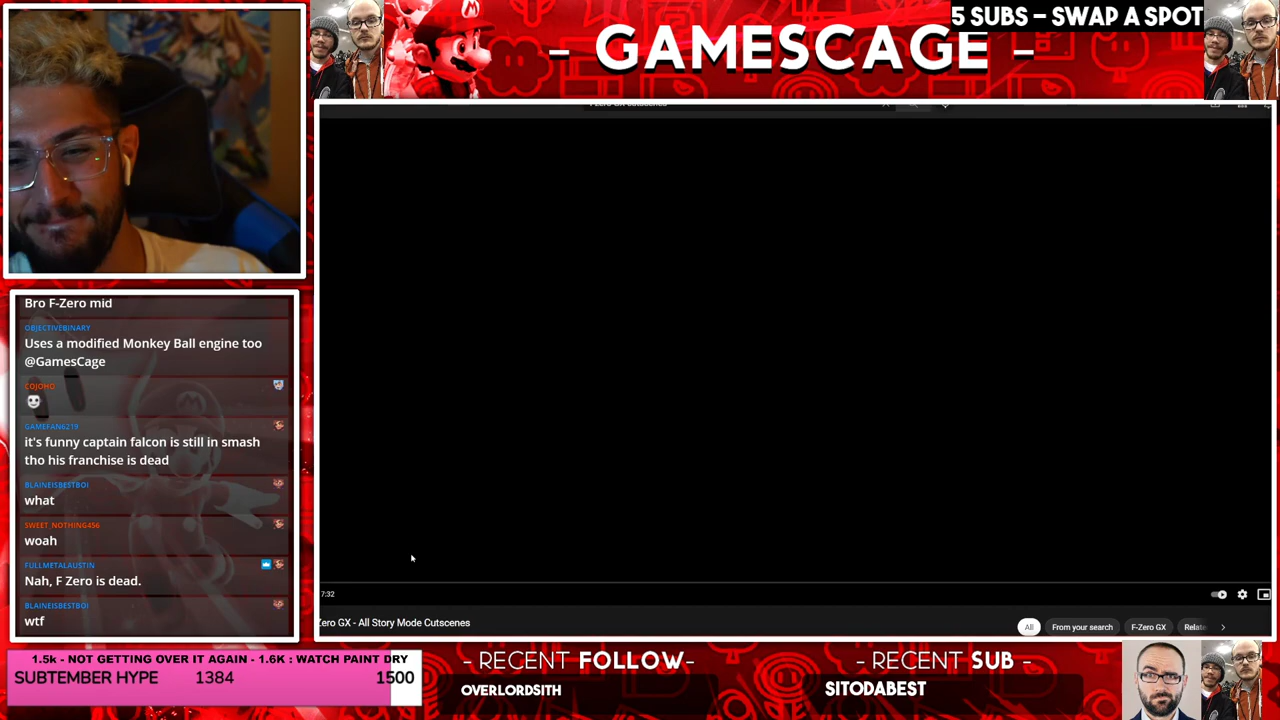 5 SUBS – SWAP A SPOT
- GAMESCAGE -
F-Zero GX cutscenes
Bro F-Zero mid
OBJECTIVEBINARY
Uses a modified Monkey Ball engine too
@GamesCage
COJOHO
GAMEFAN6219
it's funny captain falcon is still in smash
tho his franchise is dead
BLAINEISBESTBOI
what
SWEET_NOTHING456
woah
FULLMETALAUSTIN
Nah, F Zero is dead.
BLAINEISBESTBOI
wtf
7:32
Zero GX - All Story Mode Cutscenes
All
From your search
F-Zero GX
Relate
1.5k - NOT GETTING OVER IT AGAIN - 1.6K : WATCH PAINT DRY
SUBTEMBER HYPE 1384 1500
- RECENT FOLLOW-
OVERLORDSITH
- RECENT SUB -
SITODABEST